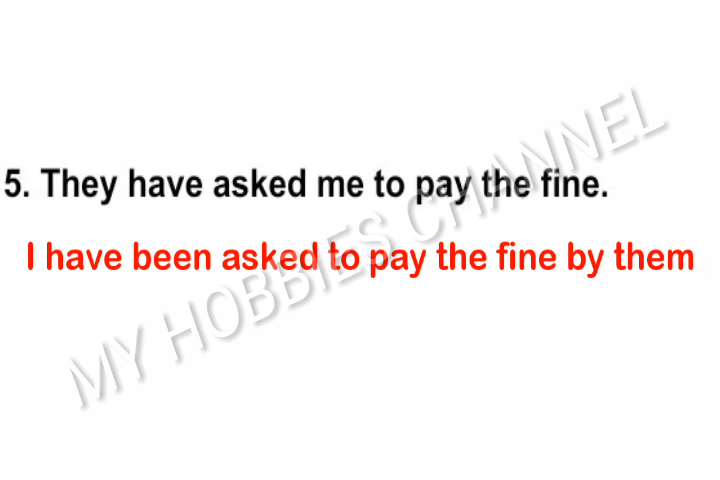 5. They have asked me to pay the fine.
I have been asked to pay the fine by them
MY HOBBIES CHANNEL